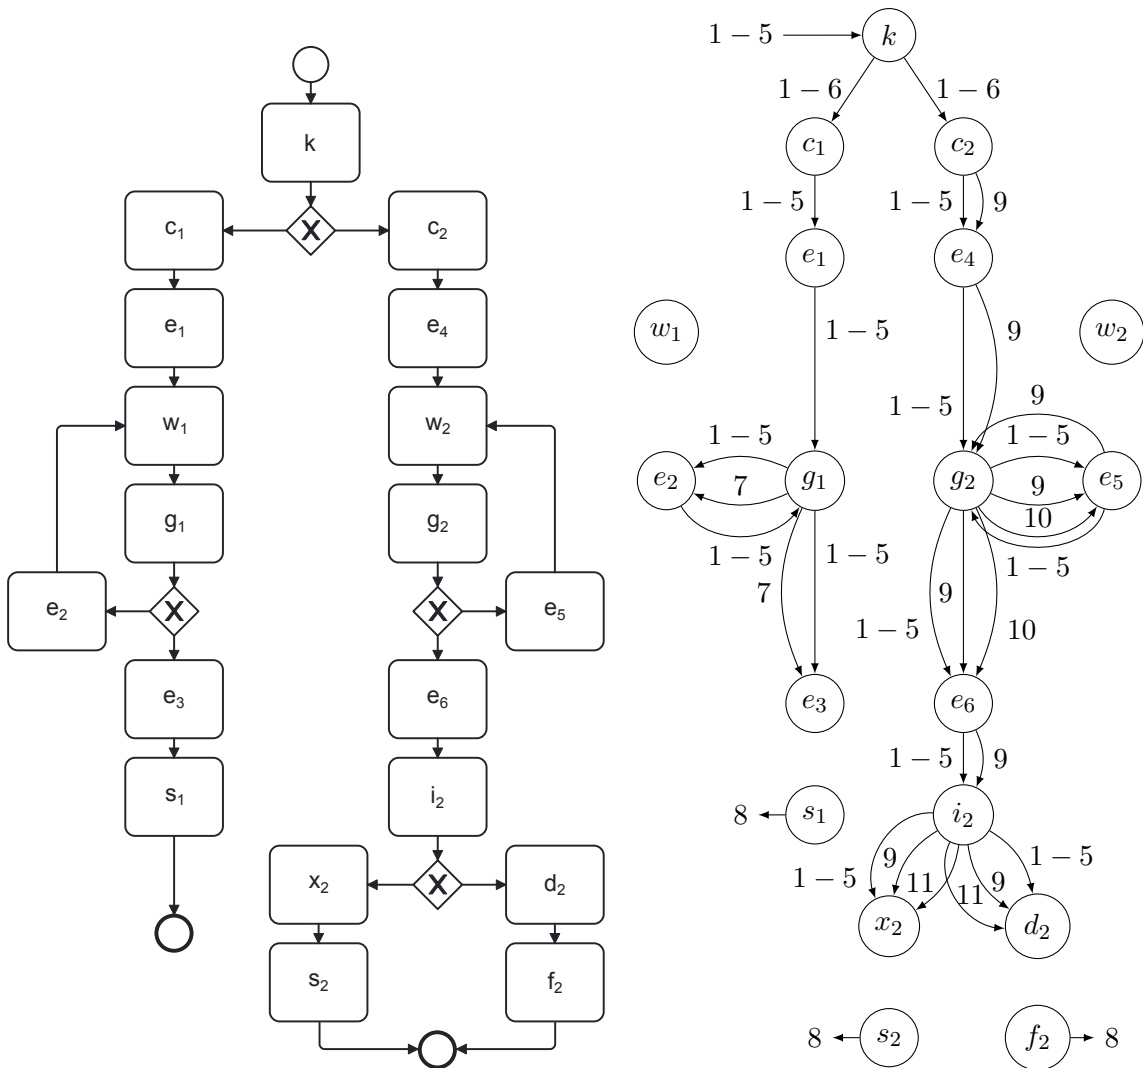 k
X
c₁
c₂
e₁
e₄
w₁
w₂
g₁
g₂
e₂
X
X
e₅
e₃
e₆
s₁
i₂
x₂
X
d₂
s₂
f₂
1 − 5
k
1 − 6
1 − 6
c₁
c₂
1 − 5
1 − 5
9
e₁
e₄
w₁
1 − 5
9
w₂
1 − 5
9
1 − 5
1 − 5
e₂
7
g₁
g₂
9
e₅
10
1 − 5
1 − 5
1 − 5
7
9
1 − 5
10
e₃
e₆
1 − 5
9
8
s₁
i₂
1 − 5
9
11
11
9
1 − 5
x₂
d₂
8
s₂
f₂
8